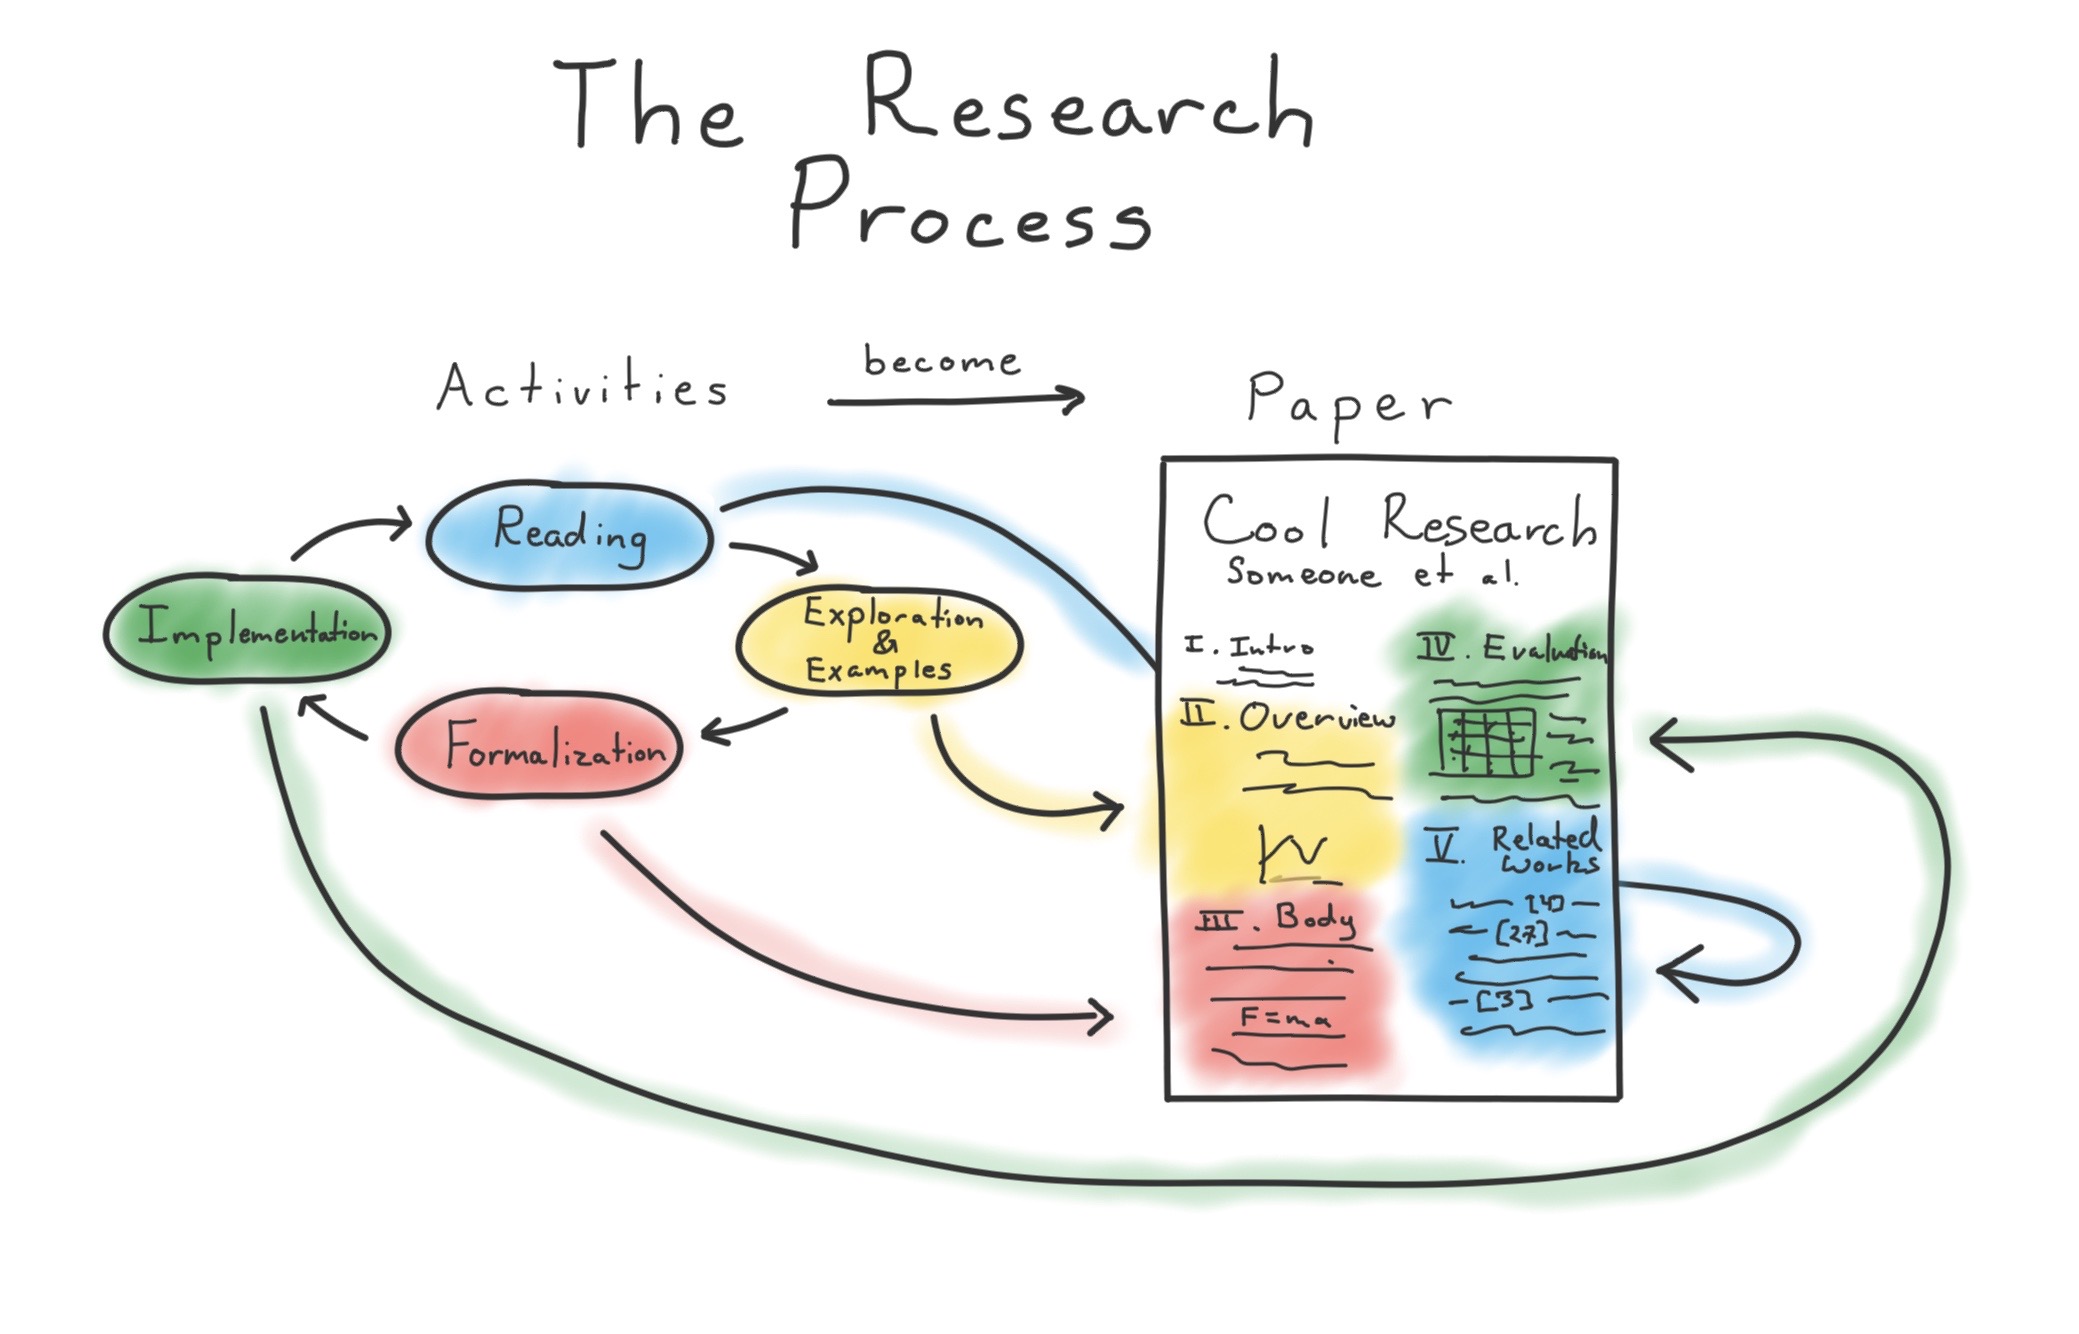 The Research
Process
Activities
become
Paper
Reading
Implementation
Exploration
&
Examples
Formalization
Cool Research
Someone et al.
I. Intro
II. Overview
III. Body
F=ma
IV. Evaluation
V. Related
Works
[4]
[27]
[3]